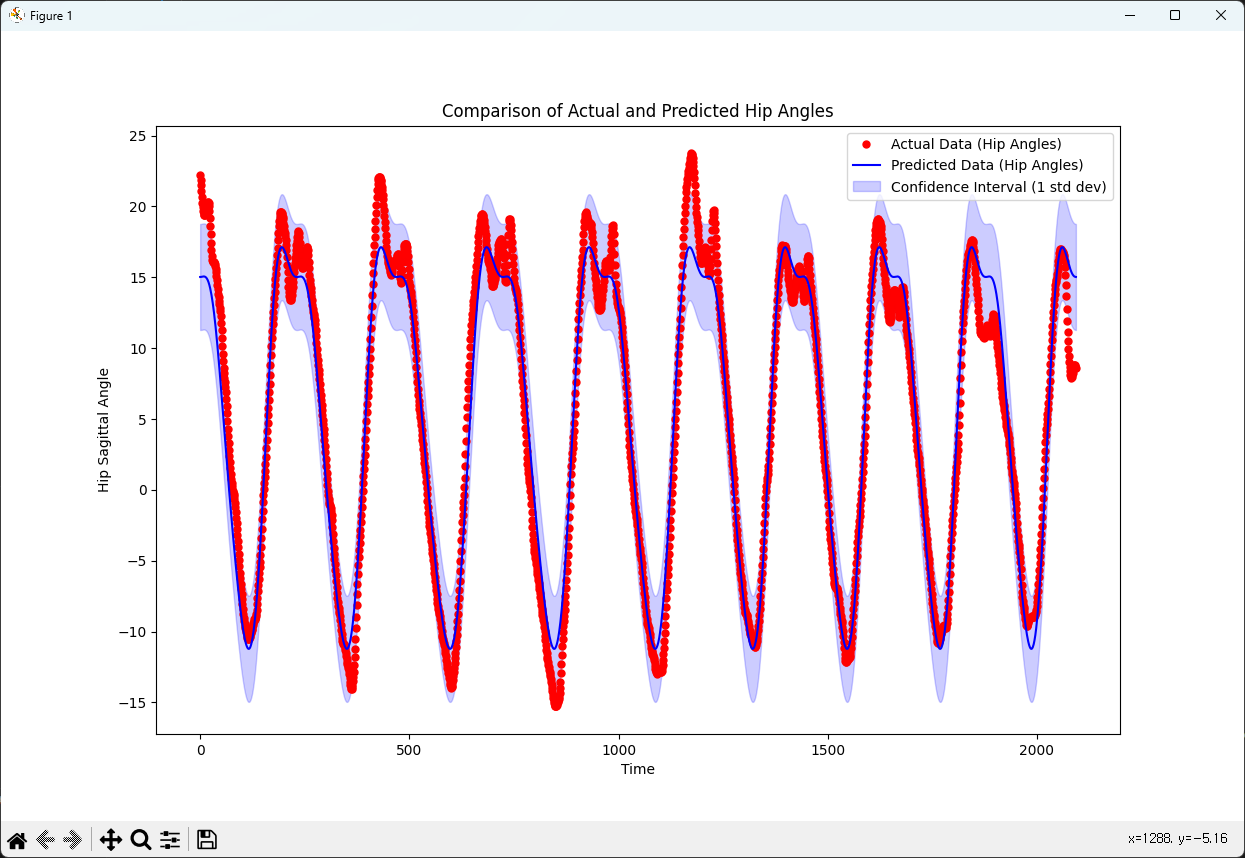 Figure 1
Comparison of Actual and Predicted Hip Angles
Actual Data (Hip Angles)
Predicted Data (Hip Angles)
Confidence Interval (1 std dev)
Hip Sagittal Angle
25
20
15
10
5
0
−5
−10
−15
0 500 1000 1500 2000
Time
x=1288. y=−5.16